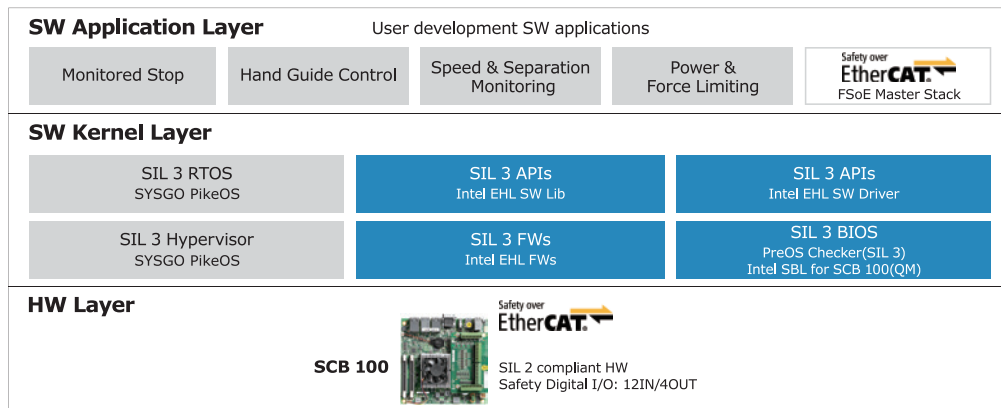 SW Application Layer
User development SW applications
Monitored Stop
Hand Guide Control
Speed & Separation
Monitoring
Power &
Force Limiting
Safety over
EtherCAT®
FSoE Master Stack
SW Kernel Layer
SIL 3 RTOS
SYSGO PikeOS
SIL 3 APIs
Intel EHL SW Lib
SIL 3 APIs
Intel EHL SW Driver
SIL 3 Hypervisor
SYSGO PikeOS
SIL 3 FWs
Intel EHL FWs
SIL 3 BIOS
PreOS Checker(SIL 3)
Intel SBL for SCB 100(QM)
HW Layer
Safety over
EtherCAT®
SCB 100
SIL 2 compliant HW
Safety Digital I/O: 12IN/4OUT